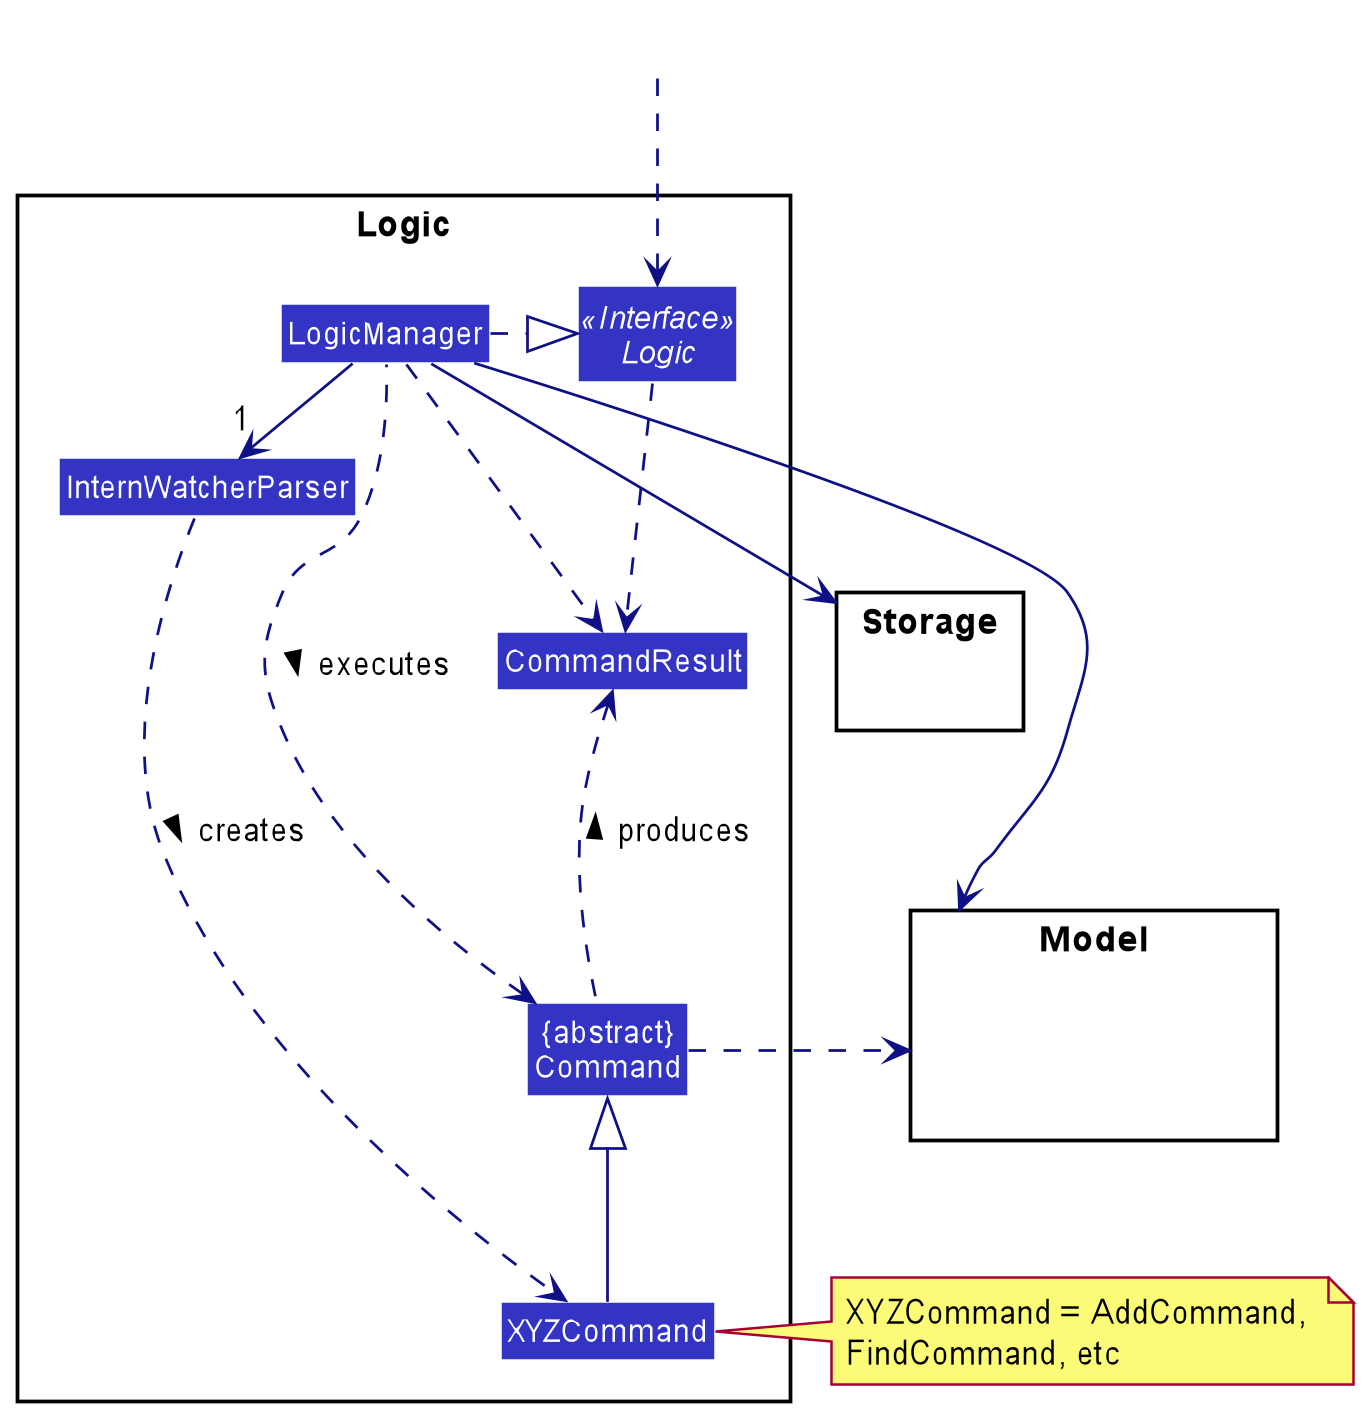 Logic
LogicManager
«Interface»
Logic
1
InternWatcherParser
Storage
executes
CommandResult
creates
produces
Model
{abstract}
Command
XYZCommand
XYZCommand = AddCommand,
FindCommand, etc